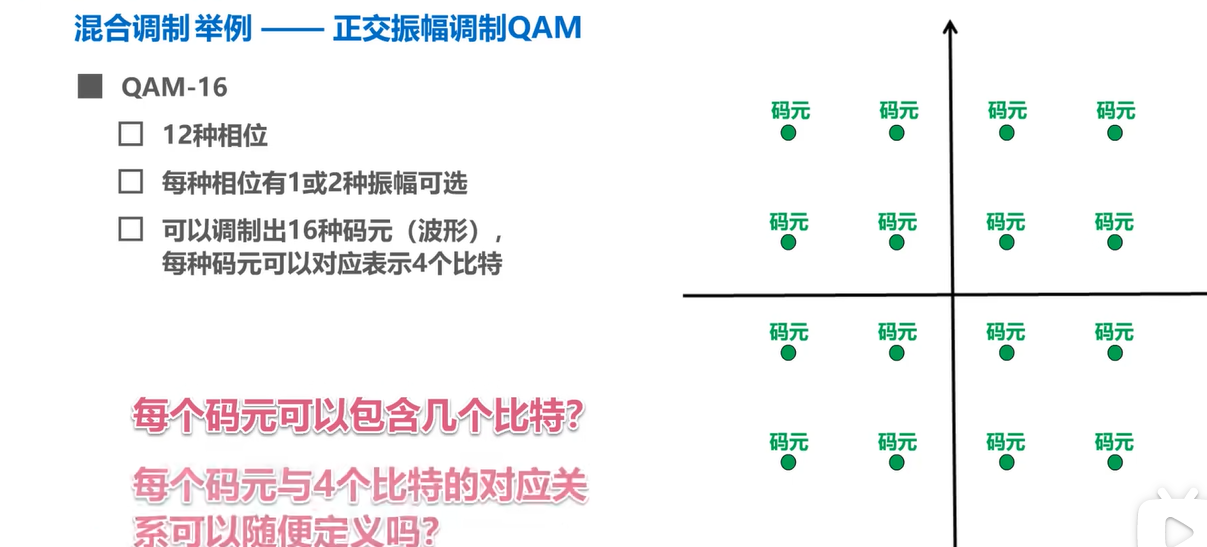 混合调制 举例 —— 正交振幅调制QAM
QAM-16
12种相位
每种相位有1或2种振幅可选
可以调制出16种码元（波形），
每种码元可以对应表示4个比特
每个码元可以包含几个比特？
每个码元与4个比特的对应关
系可以随便定义吗？
码元 码元 码元 码元
码元 码元 码元 码元
码元 码元 码元 码元
码元 码元 码元 码元